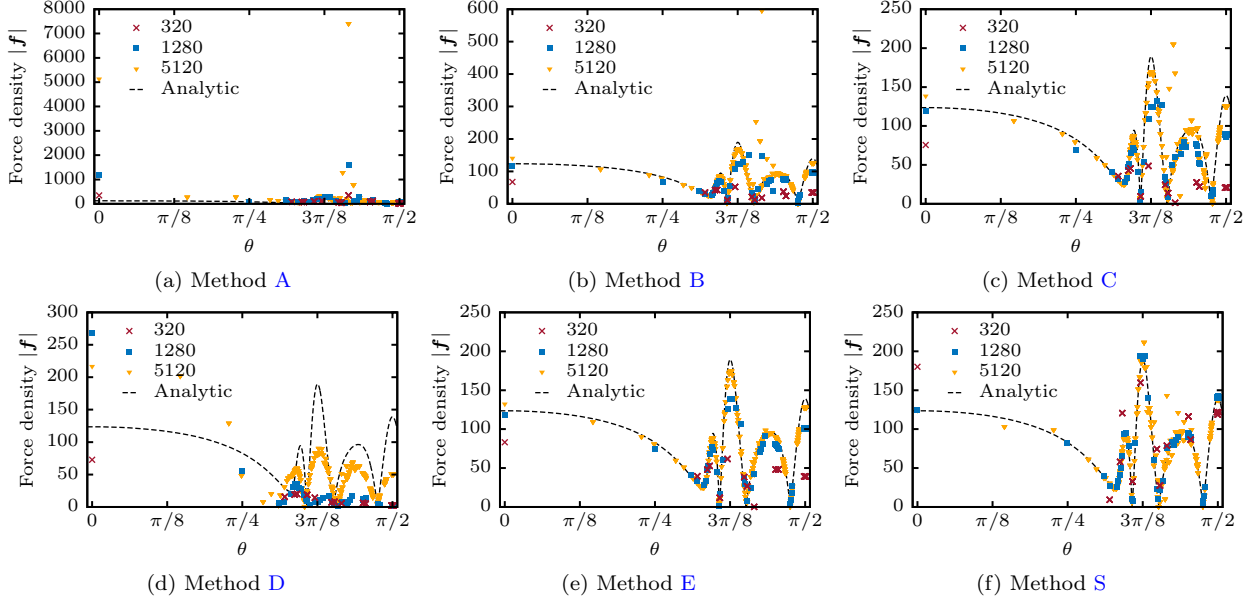 Force density |f|
8000
7000
6000
5000
4000
3000
2000
1000
0
320
1280
5120
Analytic
0 π/8 π/4 3π/8 π/2
θ
(a) Method A
Force density |f|
600
500
400
300
200
100
0
320
1280
5120
Analytic
0 π/8 π/4 3π/8 π/2
θ
(b) Method B
Force density |f|
250
200
150
100
50
0
320
1280
5120
Analytic
0 π/8 π/4 3π/8 π/2
θ
(c) Method C
Force density |f|
300
250
200
150
100
50
0
320
1280
5120
Analytic
0 π/8 π/4 3π/8 π/2
θ
(d) Method D
Force density |f|
250
200
150
100
50
0
320
1280
5120
Analytic
0 π/8 π/4 3π/8 π/2
θ
(e) Method E
Force density |f|
250
200
150
100
50
0
320
1280
5120
Analytic
0 π/8 π/4 3π/8 π/2
θ
(f) Method S